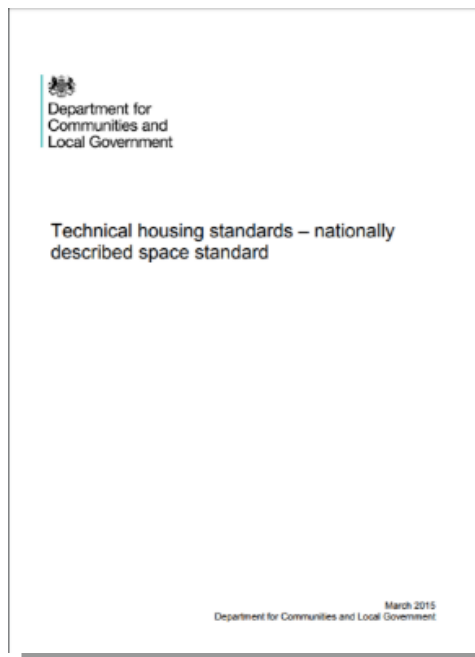 Department for
Communities and
Local Government
Technical housing standards – nationally
described space standard
March 2015
Department for Communities and Local Government